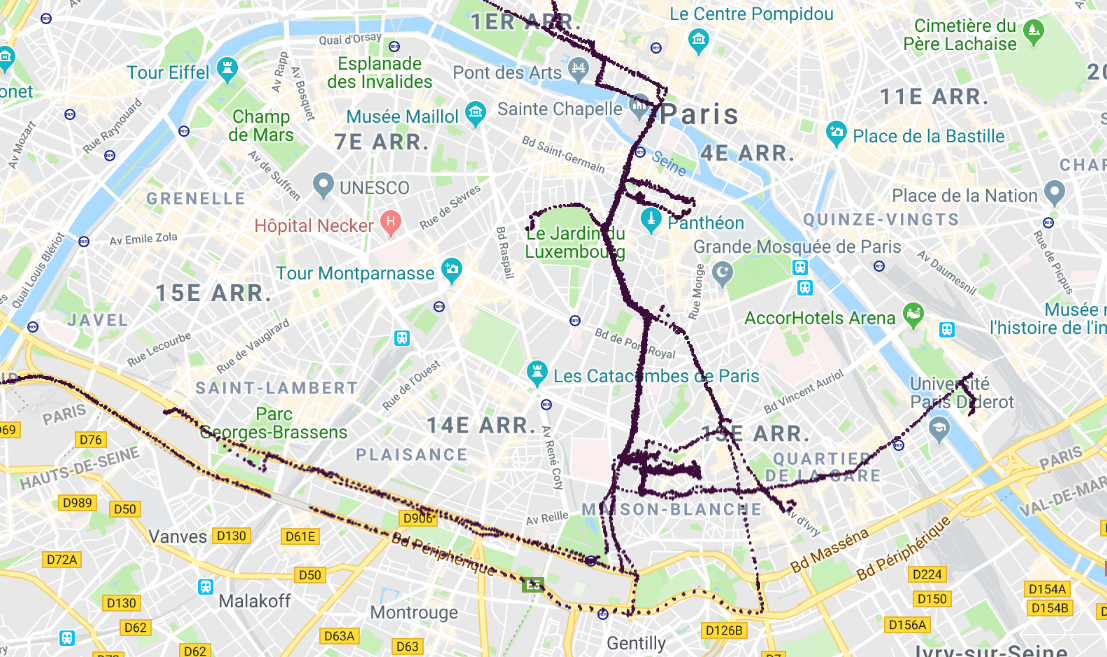 1ER ARR.
Le Centre Pompidou
Cimetière du
Père Lachaise
Quai d'Orsay
Tour Eiffel
Esplanade
des Invalides
Pont des Arts
onet
Av Rapp
Av Bosquet
Rue Raynouard
Champ
de Mars
Musée Maillol
Sainte Chapelle
Paris
11E ARR.
Place de la Bastille
Av Mozart
7E ARR.
Bd Saint-Germain
Seine
4E ARR.
Av de Suffren
UNESCO
Place de la Nation
GRENELLE
Rue de Sèvres
Hôpital Necker
Panthéon
QUINZE-VINGTS
Av Emile Zola
Bd Raspail
Le Jardin du
Luxembourg
Grande Mosquée de Paris
Quai Louis Blériot
Tour Montparnasse
Rue Monge
Av Daumesnil
Rue de Picpus
15E ARR.
JAVEL
AccorHotels Arena
Musée
l'histoire de l'im
Rue Lecourbe
Rue de Vaugirard
Bd de Port-Royal
Rue de l'Ouest
Les Catacombes de Paris
SAINT-LAMBERT
Bd Vincent Auriol
Université
Paris Diderot
PARIS
Parc
Georges-Brassens
14E ARR.
13E ARR.
D76
Av René Coty
PLAISANCE
QUARTIER
DE LA GARE
PARIS
HAUTS-DE-SEINE
VAL-DE-MAR
D989
D50
D906
Av Reille
MAISON-BLANCHE
Av d'Ivry
Vanves
D130
D61E
Bd Périphérique
Bd Masséna
Bd Périphérique
D72A
D50
D224
D154A
D130
Malakoff
D150
D154B
Montrouge
D62
D63A
D63
Gentilly
D126B
D156A
D62
D7
Ivry-sur-Seine